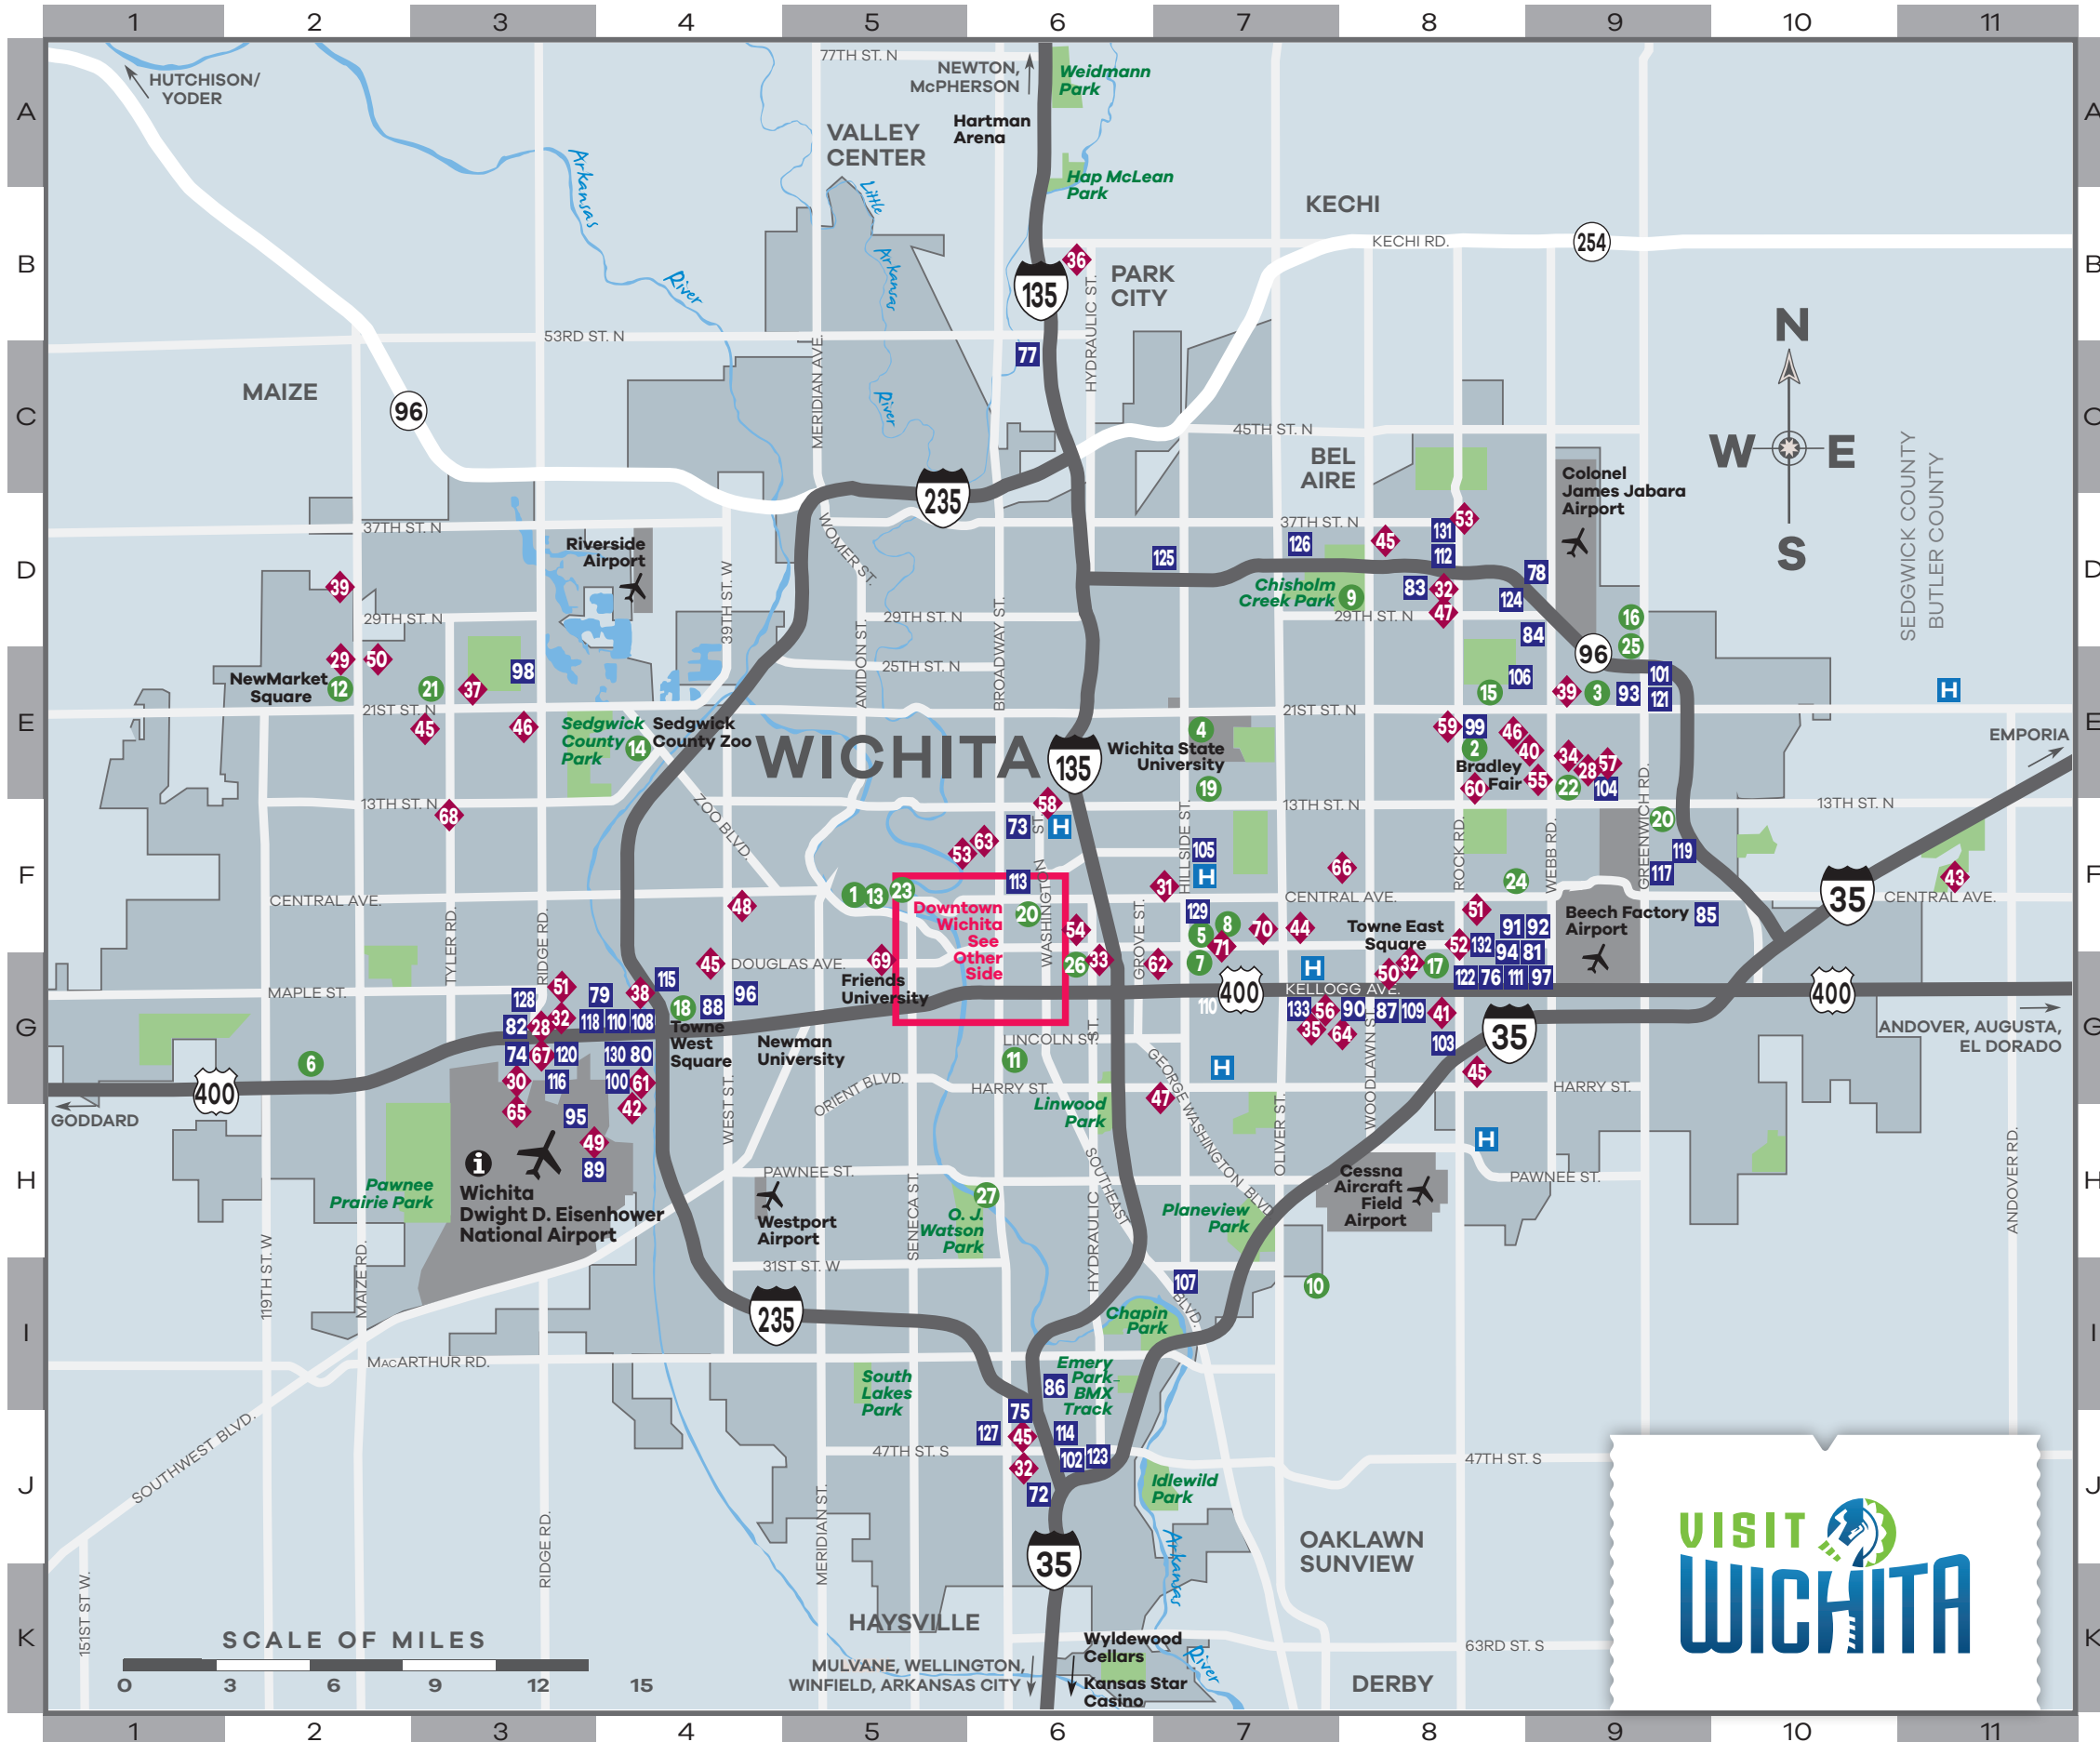 1 2 3 4 5 6 7 8 9 10 11
A
HUTCHISON/
YODER
77TH ST. N
NEWTON,
McPHERSON
Weidmann
Park
Hartman
Arena
VALLEY
CENTER
Arkansas
Little
Hap McLean
Park
A
B
KECHI
KECHI RD.
254
36
PARK
CITY
135
River
Arkansas
HYDRAULIC ST.
B
53RD ST. N
77
N
W E
S
C
MAIZE
96
MERIDIAN AVE.
River
45TH ST. N
BEL
AIRE
Colonel
James Jabara
Airport
SEDGWICK COUNTY
BUTLER COUNTY
C
235
37TH ST. N
WOMER ST.
37TH ST. N
53
131
45
126
125
112
D
Riverside
Airport
39
39TH ST. W
Chisholm
Creek Park
9
83
32
78
124
47
D
29TH ST. N
29TH ST. N
29TH ST. N
16
84
25
96
29
50
98
AMIDON ST.
25TH ST. N
BROADWAY ST.
106
101
NewMarket
Square
12
21
37
15
39
3
93
121
H
E
21ST ST. N
45
46
Sedgwick
County
Park
14
Sedgwick
County Zoo
WICHITA
135
21ST ST. N
4
Wichita State
University
19
59
99
46
2
40
34
28
57
Bradley
Fair
60
55
22
104
EMPORIA
E
13TH ST. N
68
ZOO BLVD.
58
13TH ST. N
13TH ST. N
20
73
H
63
53
HILLSIDE ST.
105
H
ROCK RD.
WEBB RD.
GREENWICH RD.
119
117
F
113
66
31
24
35
43
CENTRAL AVE.
1
13
23
CENTRAL AVE.
CENTRAL AVE.
48
Downtown
Wichita
See
Other
Side
20
WASHINGTON ST.
54
129
8
5
71
70
44
51
Towne East
Square
52
132
91
92
94
81
Beech Factory
Airport
85
F
TYLER RD.
RIDGE RD.
45
DOUGLAS AVE.
69
26
33
GROVE ST.
62
7
H
50
32
17
122
76
111
97
MAPLE ST.
51
128
79
38
115
18
88
96
Friends
University
400
KELLOGG AVE.
400
G
82
28
32
118
110
108
Towne
West
Square
110
133
56
90
87
109
41
35
64
103
35
ANDOVER, AUGUSTA,
EL DORADO
G
6
74
67
120
130
80
Newman
University
LINCOLN ST.
11
H
45
400
30
116
100
61
ORIENT BLVD.
HARRY ST.
HARRY ST.
GODDARD
65
95
42
WEST ST.
Linwood
Park
47
GEORGE WASHINGTON BLVD.
OLIVER ST.
WOODLAWN ST.
49
89
H
H
Pawnee
Prairie Park
i
Wichita
Dwight D. Eisenhower
National Airport
PAWNEE ST.
PAWNEE ST.
Westport
Airport
SENECA ST.
27
O. J.
Watson
Park
HYDRAULIC ST.
SOUTHEAST BLVD.
Planeview
Park
Cessna
Aircraft
Field
Airport
ANDOVER RD.
H
119TH ST. W
MAIZE RD.
31ST ST. W
107
10
I
235
Chapin
Park
I
MacARTHUR RD.
South
Lakes
Park
Emery
Park
BMX
Track
86
75
127
45
114
102
123
SOUTHWEST BLVD.
47TH ST. S
47TH ST. S
J
32
72
Idlewild
Park
MERIDIAN ST.
RIDGE RD.
35
Arkansas
OAKLAWN
SUNVIEW
VISIT
WICHITA
J
K
151ST ST W.
SCALE OF MILES
0 3 6 9 12 15
HAYSVILLE
MULVANE, WELLINGTON,
WINFIELD, ARKANSAS CITY
Wyldewood
Cellars
Kansas Star
Casino
River
63RD ST. S
DERBY
K
1 2 3 4 5 6 7 8 9 10 11